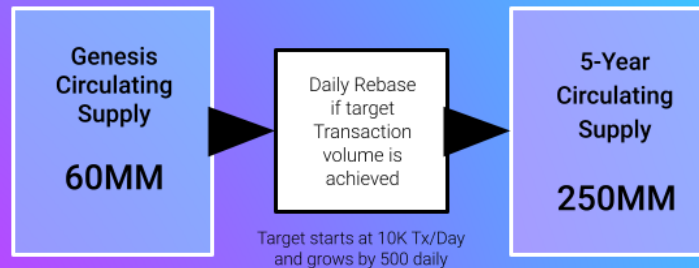 Genesis
Circulating
Supply
60MM
Daily Rebase
if target
Transaction
volume is
achieved
Target starts at 10K Tx/Day
and grows by 500 daily
5-Year
Circulating
Supply
250MM